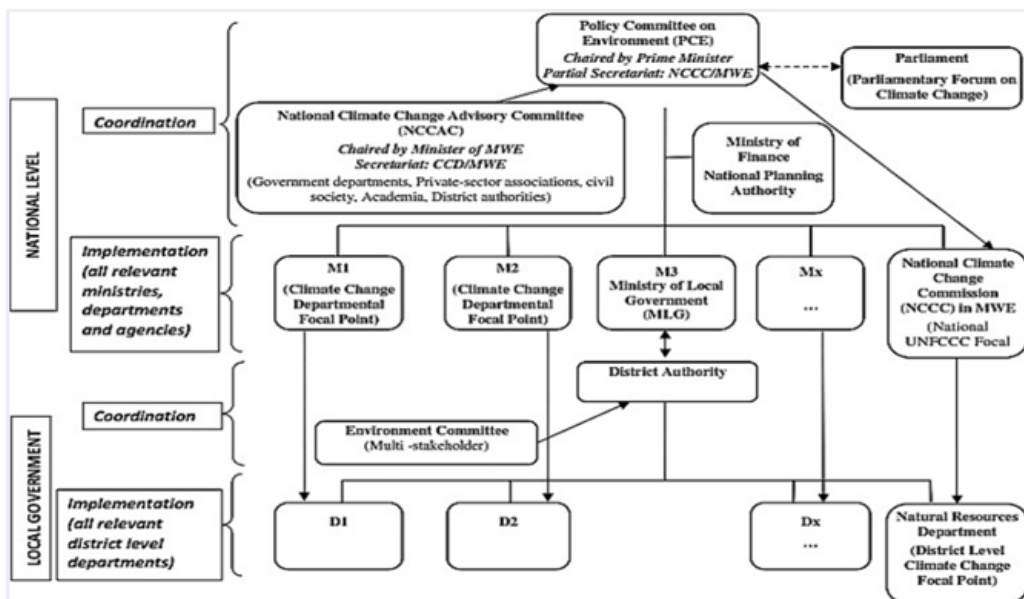 Policy Committee on
Environment (PCE)
Chaired by Prime Minister
Partial Secretariat: NCCC/MWE
Parliament
(Parliamentary Forum on
Climate Change)
NATIONAL LEVEL
Coordination
National Climate Change Advisory Committee
(NCCAC)
Chaired by Minister of MWE
Secretariat: CCD/MWE
(Government departments, Private-sector associations, civil
society, Academia, District authorities)
Ministry of
Finance
National Planning
Authority
Implementation
(all relevant
ministries,
departments
and agencies)
M1
(Climate Change
Departmental
Focal Point)
M2
(Climate Change
Departmental
Focal Point)
M3
Ministry of Local
Government
(MLG)
Mx
...
National Climate
Change
Commission
(NCCC) in MWE
(National
UNFCCC Focal
LOCAL GOVERNMENT
Coordination
District Authority
Environment Committee
(Multi -stakeholder)
Implementation
(all relevant
district level
departments)
D1
D2
Dx
...
Natural Resources
Department
(District Level
Climate Change
Focal Point)